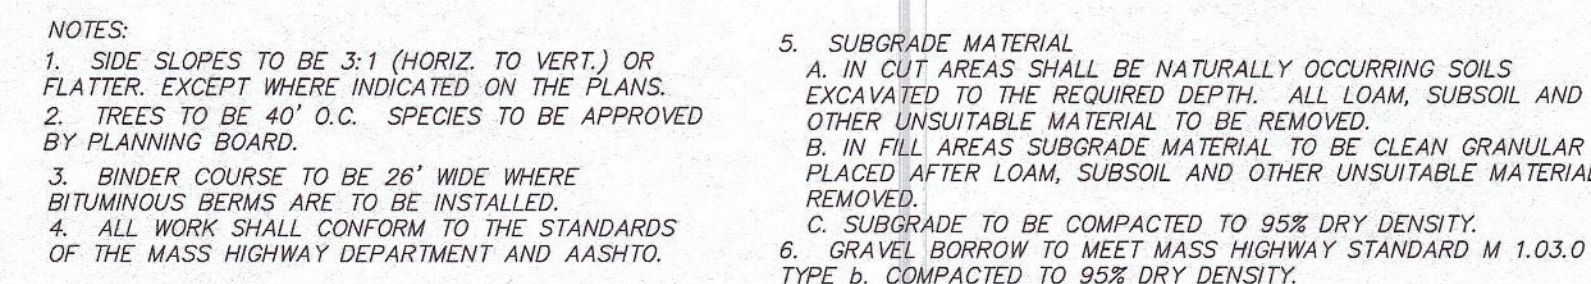 NOTES:
1. SIDE SLOPES TO BE 3:1 (HORIZ. TO VERT.) OR
FLATTER. EXCEPT WHERE INDICATED ON THE PLANS.
2. TREES TO BE 40' O.C. SPECIES TO BE APPROVED
BY PLANNING BOARD.
3. BINDER COURSE TO BE 26' WIDE WHERE
BITUMINOUS BERMS ARE TO BE INSTALLED.
4. ALL WORK SHALL CONFORM TO THE STANDARDS
OF THE MASS HIGHWAY DEPARTMENT AND AASHTO.
5. SUBGRADE MATERIAL
A. IN CUT AREAS SHALL BE NATURALLY OCCURRING SOILS
EXCAVATED TO THE REQUIRED DEPTH. ALL LOAM, SUBSOIL AND
OTHER UNSUITABLE MATERIAL TO BE REMOVED.
B. IN FILL AREAS SUBGRADE MATERIAL TO BE CLEAN GRANULAR
PLACED AFTER LOAM, SUBSOIL AND OTHER UNSUITABLE MATERIAL
REMOVED.
C. SUBGRADE TO BE COMPACTED TO 95% DRY DENSITY.
6. GRAVEL BORROW TO MEET MASS HIGHWAY STANDARD M 1.03.0
TYPE b. COMPACTED TO 95% DRY DENSITY.